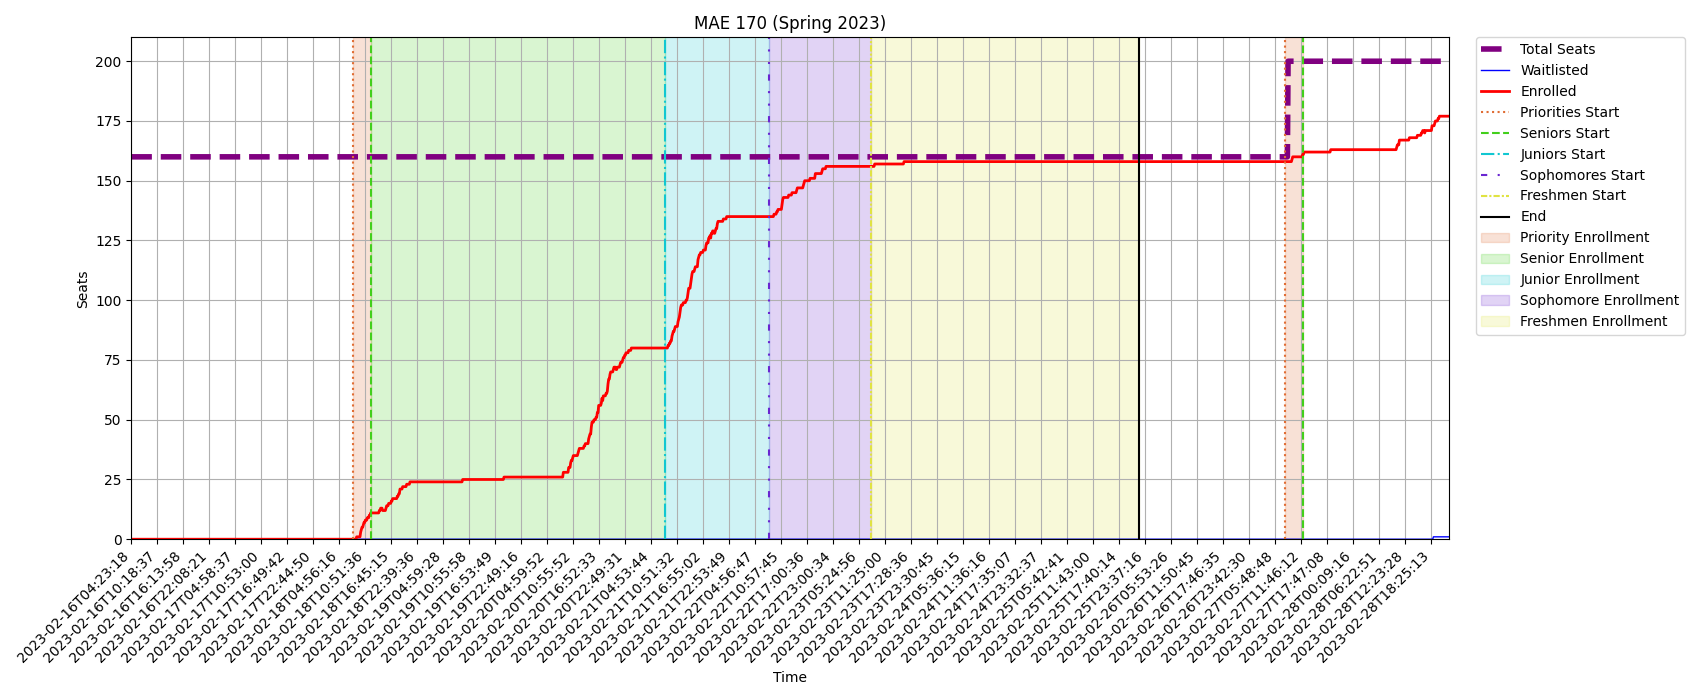 MAE 170 (Spring 2023)
Seats
200
175
150
125
100
75
50
25
0
2023-02-16T04:23:18
2023-02-16T10:18:37
2023-02-16T16:13:58
2023-02-16T22:08:21
2023-02-17T04:58:37
2023-02-17T10:53:00
2023-02-17T16:49:42
2023-02-17T22:44:50
2023-02-18T04:56:16
2023-02-18T10:51:36
2023-02-18T16:45:15
2023-02-18T22:39:36
2023-02-19T04:59:28
2023-02-19T10:55:58
2023-02-19T16:53:49
2023-02-19T22:49:16
2023-02-20T04:59:52
2023-02-20T10:55:52
2023-02-20T16:52:33
2023-02-20T22:49:31
2023-02-21T04:53:44
2023-02-21T10:51:32
2023-02-21T16:55:02
2023-02-21T22:53:49
2023-02-22T04:56:47
2023-02-22T10:57:45
2023-02-22T17:00:36
2023-02-22T23:00:34
2023-02-23T05:24:56
2023-02-23T11:25:00
2023-02-23T17:28:36
2023-02-23T23:30:45
2023-02-24T05:36:15
2023-02-24T11:36:16
2023-02-24T17:35:07
2023-02-24T23:32:37
2023-02-25T05:42:41
2023-02-25T11:43:00
2023-02-25T17:40:14
2023-02-25T23:37:16
2023-02-26T05:53:26
2023-02-26T11:50:45
2023-02-26T17:46:35
2023-02-26T23:42:30
2023-02-27T05:48:48
2023-02-27T11:46:12
2023-02-27T17:47:08
2023-02-28T00:09:16
2023-02-28T06:22:51
2023-02-28T12:23:28
2023-02-28T18:25:13
Time
Total Seats
Waitlisted
Enrolled
Priorities Start
Seniors Start
Juniors Start
Sophomores Start
Freshmen Start
End
Priority Enrollment
Senior Enrollment
Junior Enrollment
Sophomore Enrollment
Freshmen Enrollment